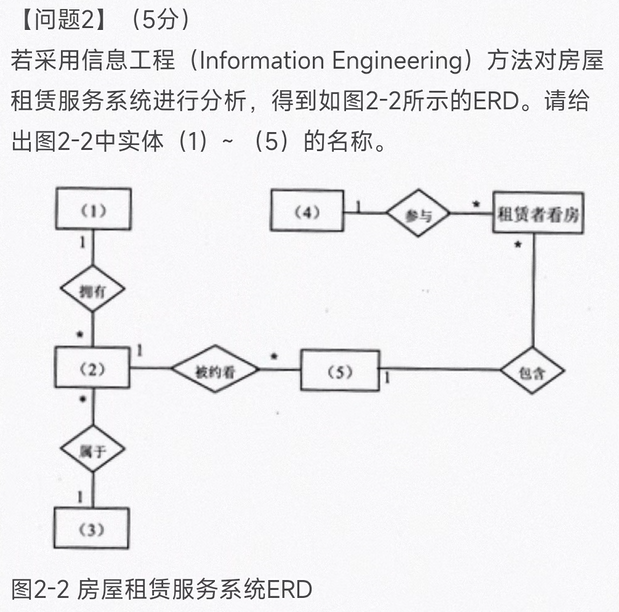 【问题2】（5分）
若采用信息工程（Information Engineering）方法对房屋
租赁服务系统进行分析，得到如图2-2所示的ERD。请给
出图2-2中实体（1）~ （5）的名称。
（1）
（4）
1
参与
*
租赁者看房
1
*
拥有
*
（2）
1
被约看
*
（5）
1
包含
*
属于
1
（3）
图2-2 房屋租赁服务系统ERD